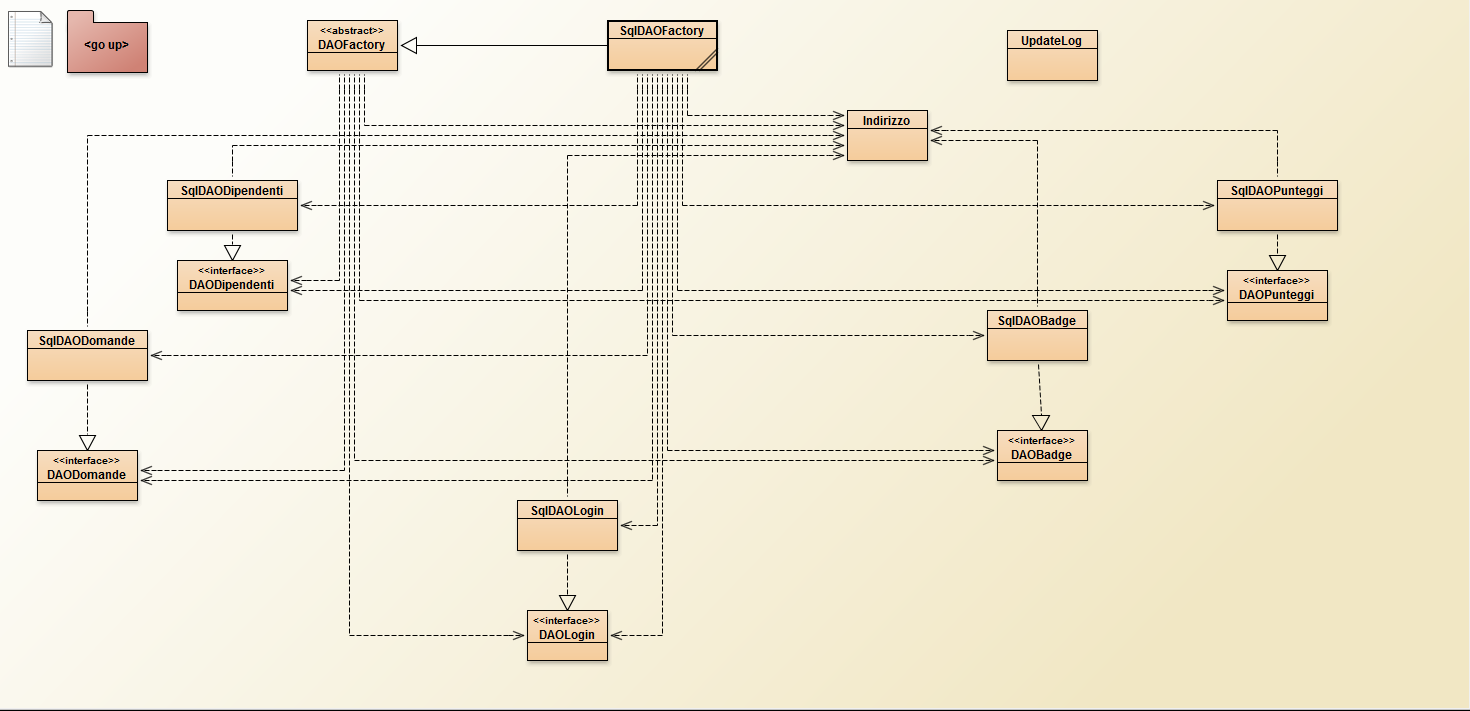 <go up>
<<abstract>>
DAOFactory
SqlDAOFactory
UpdateLog
Indirizzo
SqlDAODipendenti
SqlDAOPunteggi
<<interface>>
DAODipendenti
<<interface>>
DAOPunteggi
SqlDAOBadge
SqlDAODomande
<<interface>>
DAOBadge
<<interface>>
DAODomande
SqlDAOLogin
<<interface>>
DAOLogin